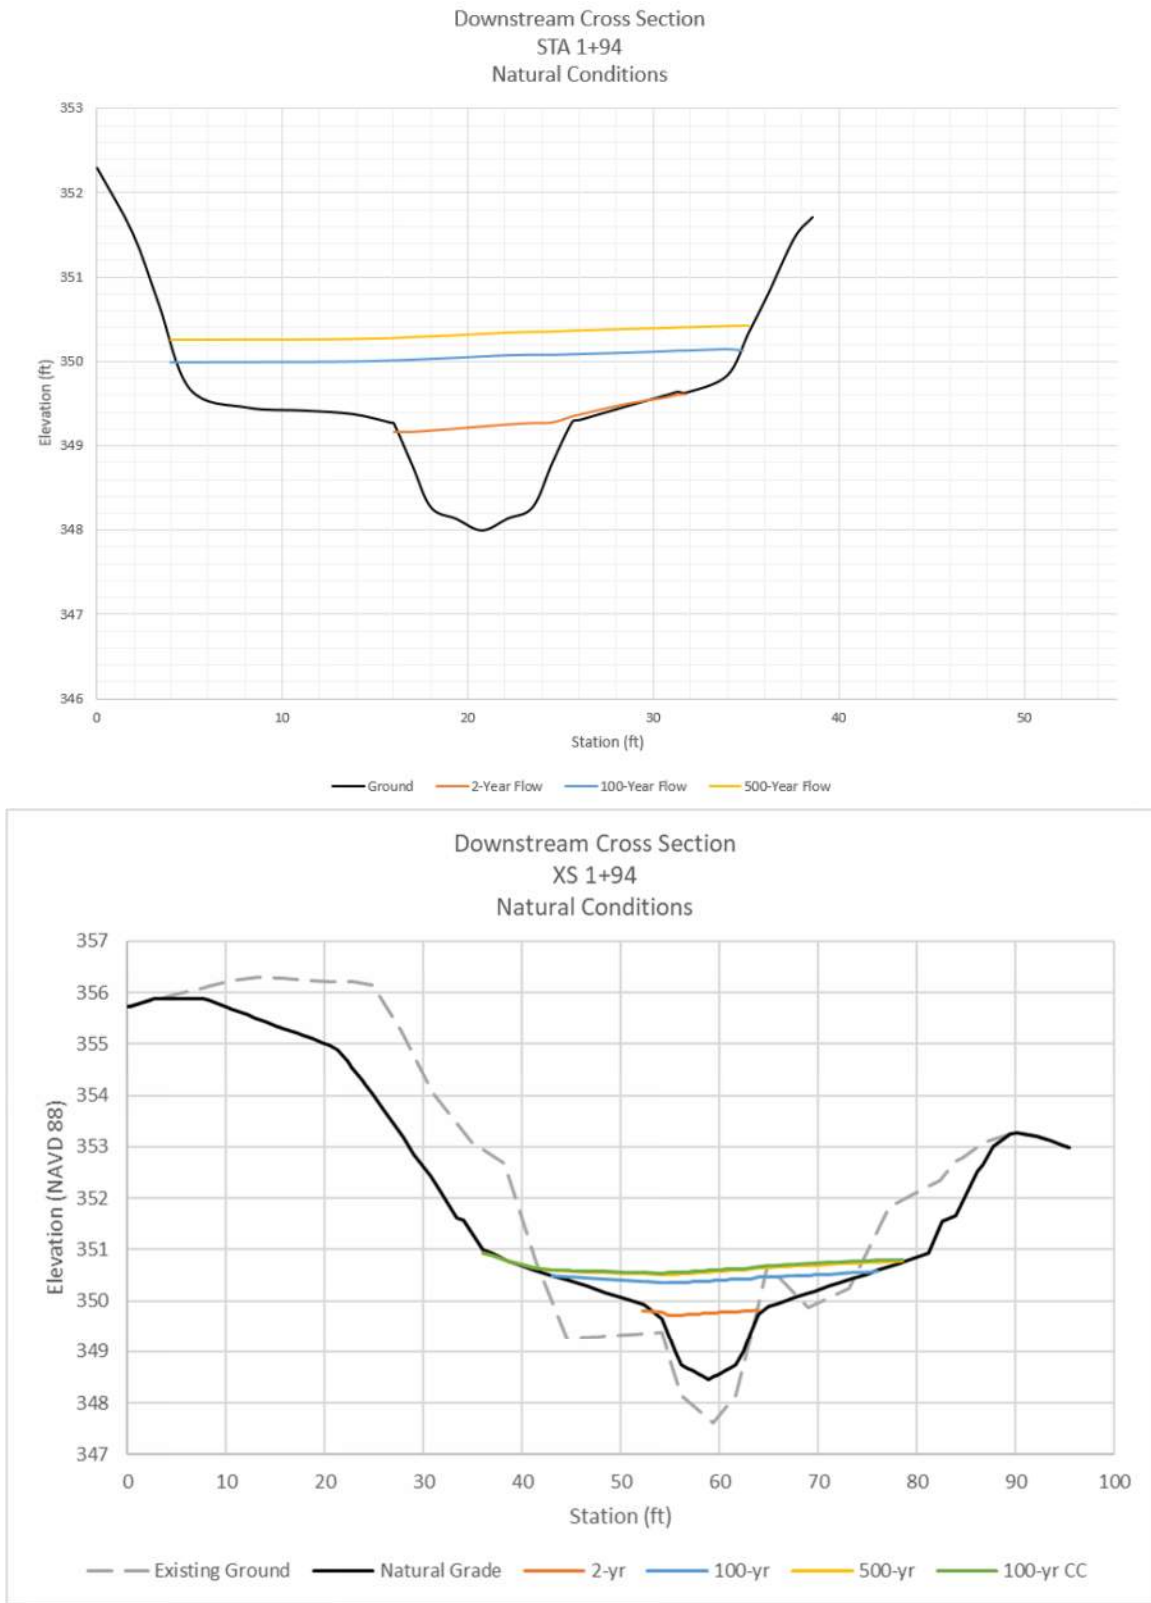 Downstream Cross Section
STA 1+94
Natural Conditions
353
352
351
350
349
348
347
346
Elevation (ft)
0 10 20 30 40 50
Station (ft)
Ground 2-Year Flow 100-Year Flow 500-Year Flow
Downstream Cross Section
XS 1+94
Natural Conditions
357
356
355
354
353
352
351
350
349
348
347
Elevation (NAVD 88)
0 10 20 30 40 50 60 70 80 90 100
Station (ft)
Existing Ground Natural Grade 2-yr 100-yr 500-yr 100-yr CC